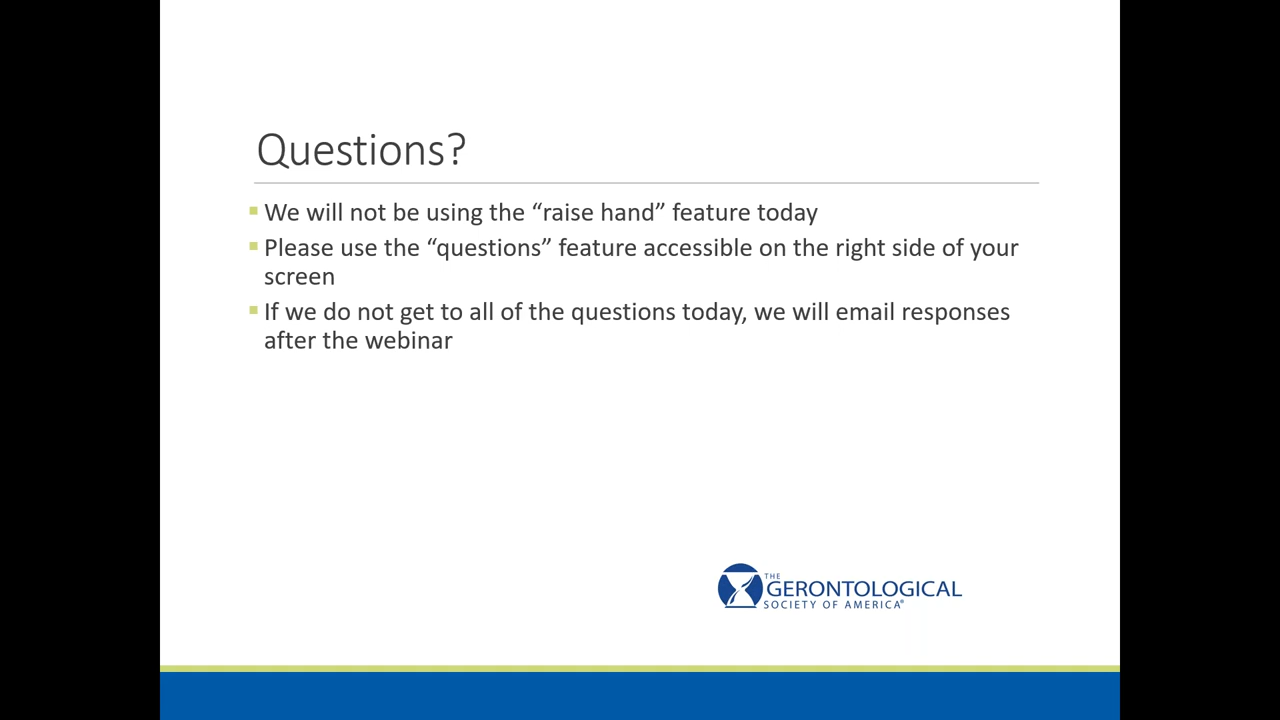 Questions?
We will not be using the “raise hand” feature today
Please use the “questions” feature accessible on the right side of your
screen
If we do not get to all of the questions today, we will email responses
after the webinar
THE
GERONTOLOGICAL
SOCIETY OF AMERICA®